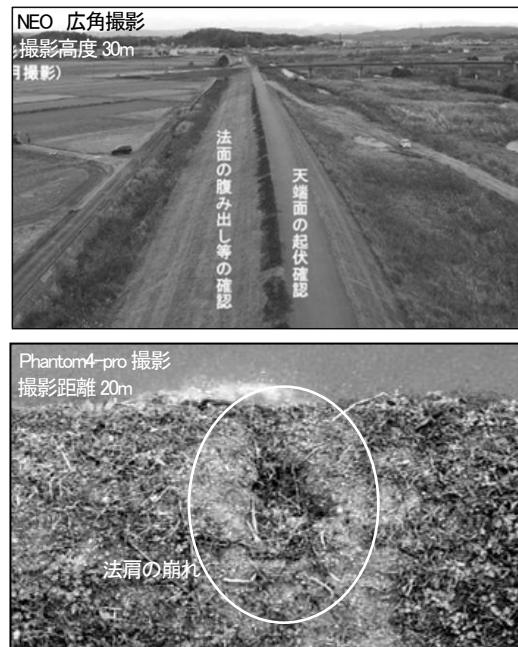 NEO 広角撮影
撮影高度 30m
月撮影)
法面の腹み出し等の確認
天端面の起伏確認
Phantom4-pro 撮影
撮影距離 20m
法肩の崩れ